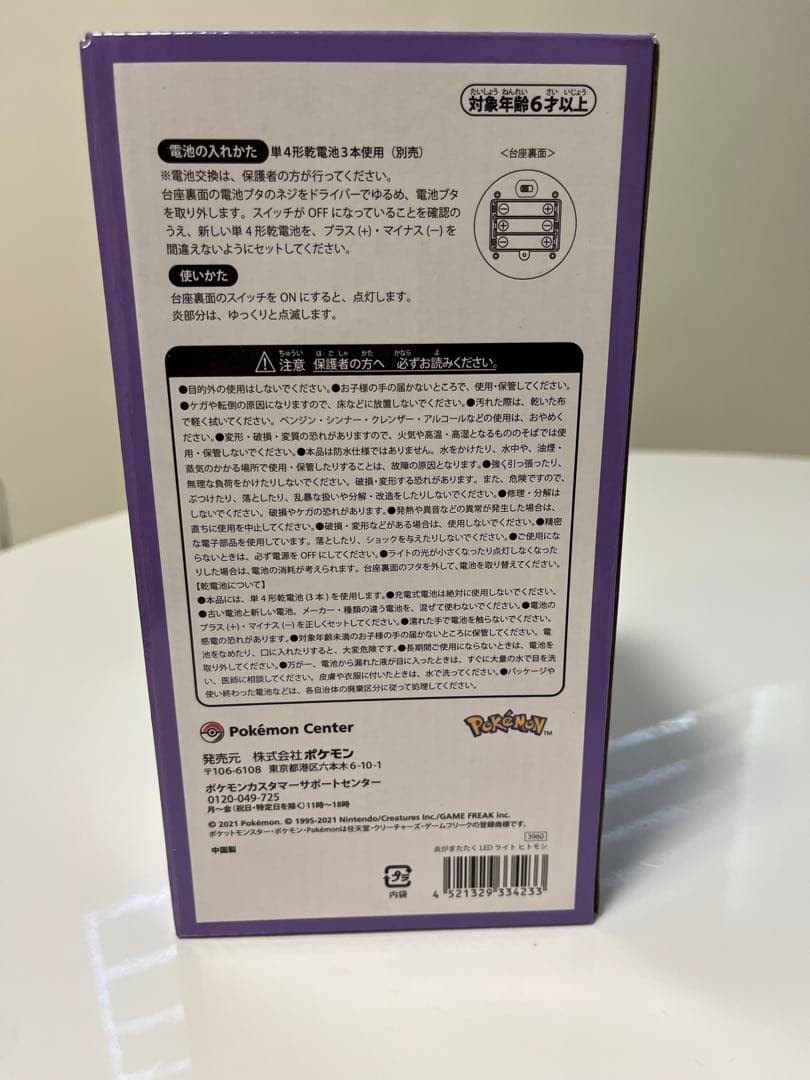 たいしょう ねんれい さい いじょう
対象年齢6才以上
電池の入れかた 単4形乾電池3本使用（別売）
＜台座裏面＞
※電池交換は、保護者の方が行ってください。
台座裏面の電池ブタのネジをドライバーでゆるめ、電池ブタ
を取り外します。スイッチがOFFになっていることを確認の
うえ、新しい単4形乾電池を、プラス(+)・マイナス(−)を
間違えないようにセットしてください。
使いかた
台座裏面のスイッチをONにすると、点灯します。
炎部分は、ゆっくりと点滅します。
ちゅうい ほごしゃ かた かなら よ
注意 保護者の方へ 必ずお読みください。
●目的外の使用はしないでください。●お子様の手の届かないところで、使用・保管してください。
●ケガや転倒の原因になりますので、床などに放置しないでください。●汚れた際は、乾いた布
で軽く拭いてください。ベンジン・シンナー・クレンザー・アルコールなどの使用は、おやめく
ださい。●変形・破損・変質の恐れがありますので、火気や高温・高湿となるもののそばでは使
用・保管しないでください。●本品は防水仕様ではありません。水をかけたり、水中や、油煙・
蒸気のかかる場所で使用・保管したりすることは、故障の原因となります。●強く引っ張ったり、
無理な負荷をかけたりしないでください。破損・変形する恐れがあります。また、危険ですので、
ぶつけたり、落としたり、乱暴な扱いや分解・改造をしたりしないでください。●修理・分解は
しないでください。破損やケガの恐れがあります。●発熱や異音などの異常が発生した場合は、
直ちに使用を中止してください。●破損・変形などがある場合は、使用しないでください。●精密
な電子部品を使用しています。落としたり、ショックを与えたりしないでください。●ご使用にな
らないときは、必ず電源をOFFにしてください。●ライトの光が小さくなったり点灯しなくなった
りした場合は、電池の消耗が考えられます。台座裏面のフタを外して、電池を取り替えてください。
【乾電池について】
●本品には、単4形乾電池(3本)を使用します。●充電式電池は絶対に使用しないでください。
●古い電池と新しい電池、メーカー・種類の違う電池を、混ぜて使わないでください。●電池の
プラス(+)・マイナス(−)を正しくセットしてください。●濡れた手で電池を触らないでください。
感電の恐れがあります。●対象年齢未満のお子様の手の届かないところに保管してください。電
池をなめたり、口に入れたりすると、大変危険です。●長期間ご使用にならないときは、電池を
取り外してください。●万が一、電池から漏れた液が目に入ったときは、すぐに大量の水で目を洗
い、医師に相談してください。皮膚や衣服に付いたときは、水で洗ってください。●パッケージや
使い終わった電池などは、各自治体の廃棄区分に従って処理してください。
Pokémon Center
POKéMON™
発売元 株式会社ポケモン
〒106-6108 東京都港区六本木6-10-1
ポケモンカスタマーサポートセンター
0120-049-725
月〜金（祝日・特定日を除く）11時〜18時
© 2021 Pokémon. © 1995-2021 Nintendo/Creatures Inc./GAME FREAK inc.
ポケットモンスター・ポケモン・Pokémonは任天堂・クリーチャーズ・ゲームフリークの登録商標です。
3960
中国製
炎がまたたくLEDライト ヒトモシ
プラ
内袋
4 521329 334233